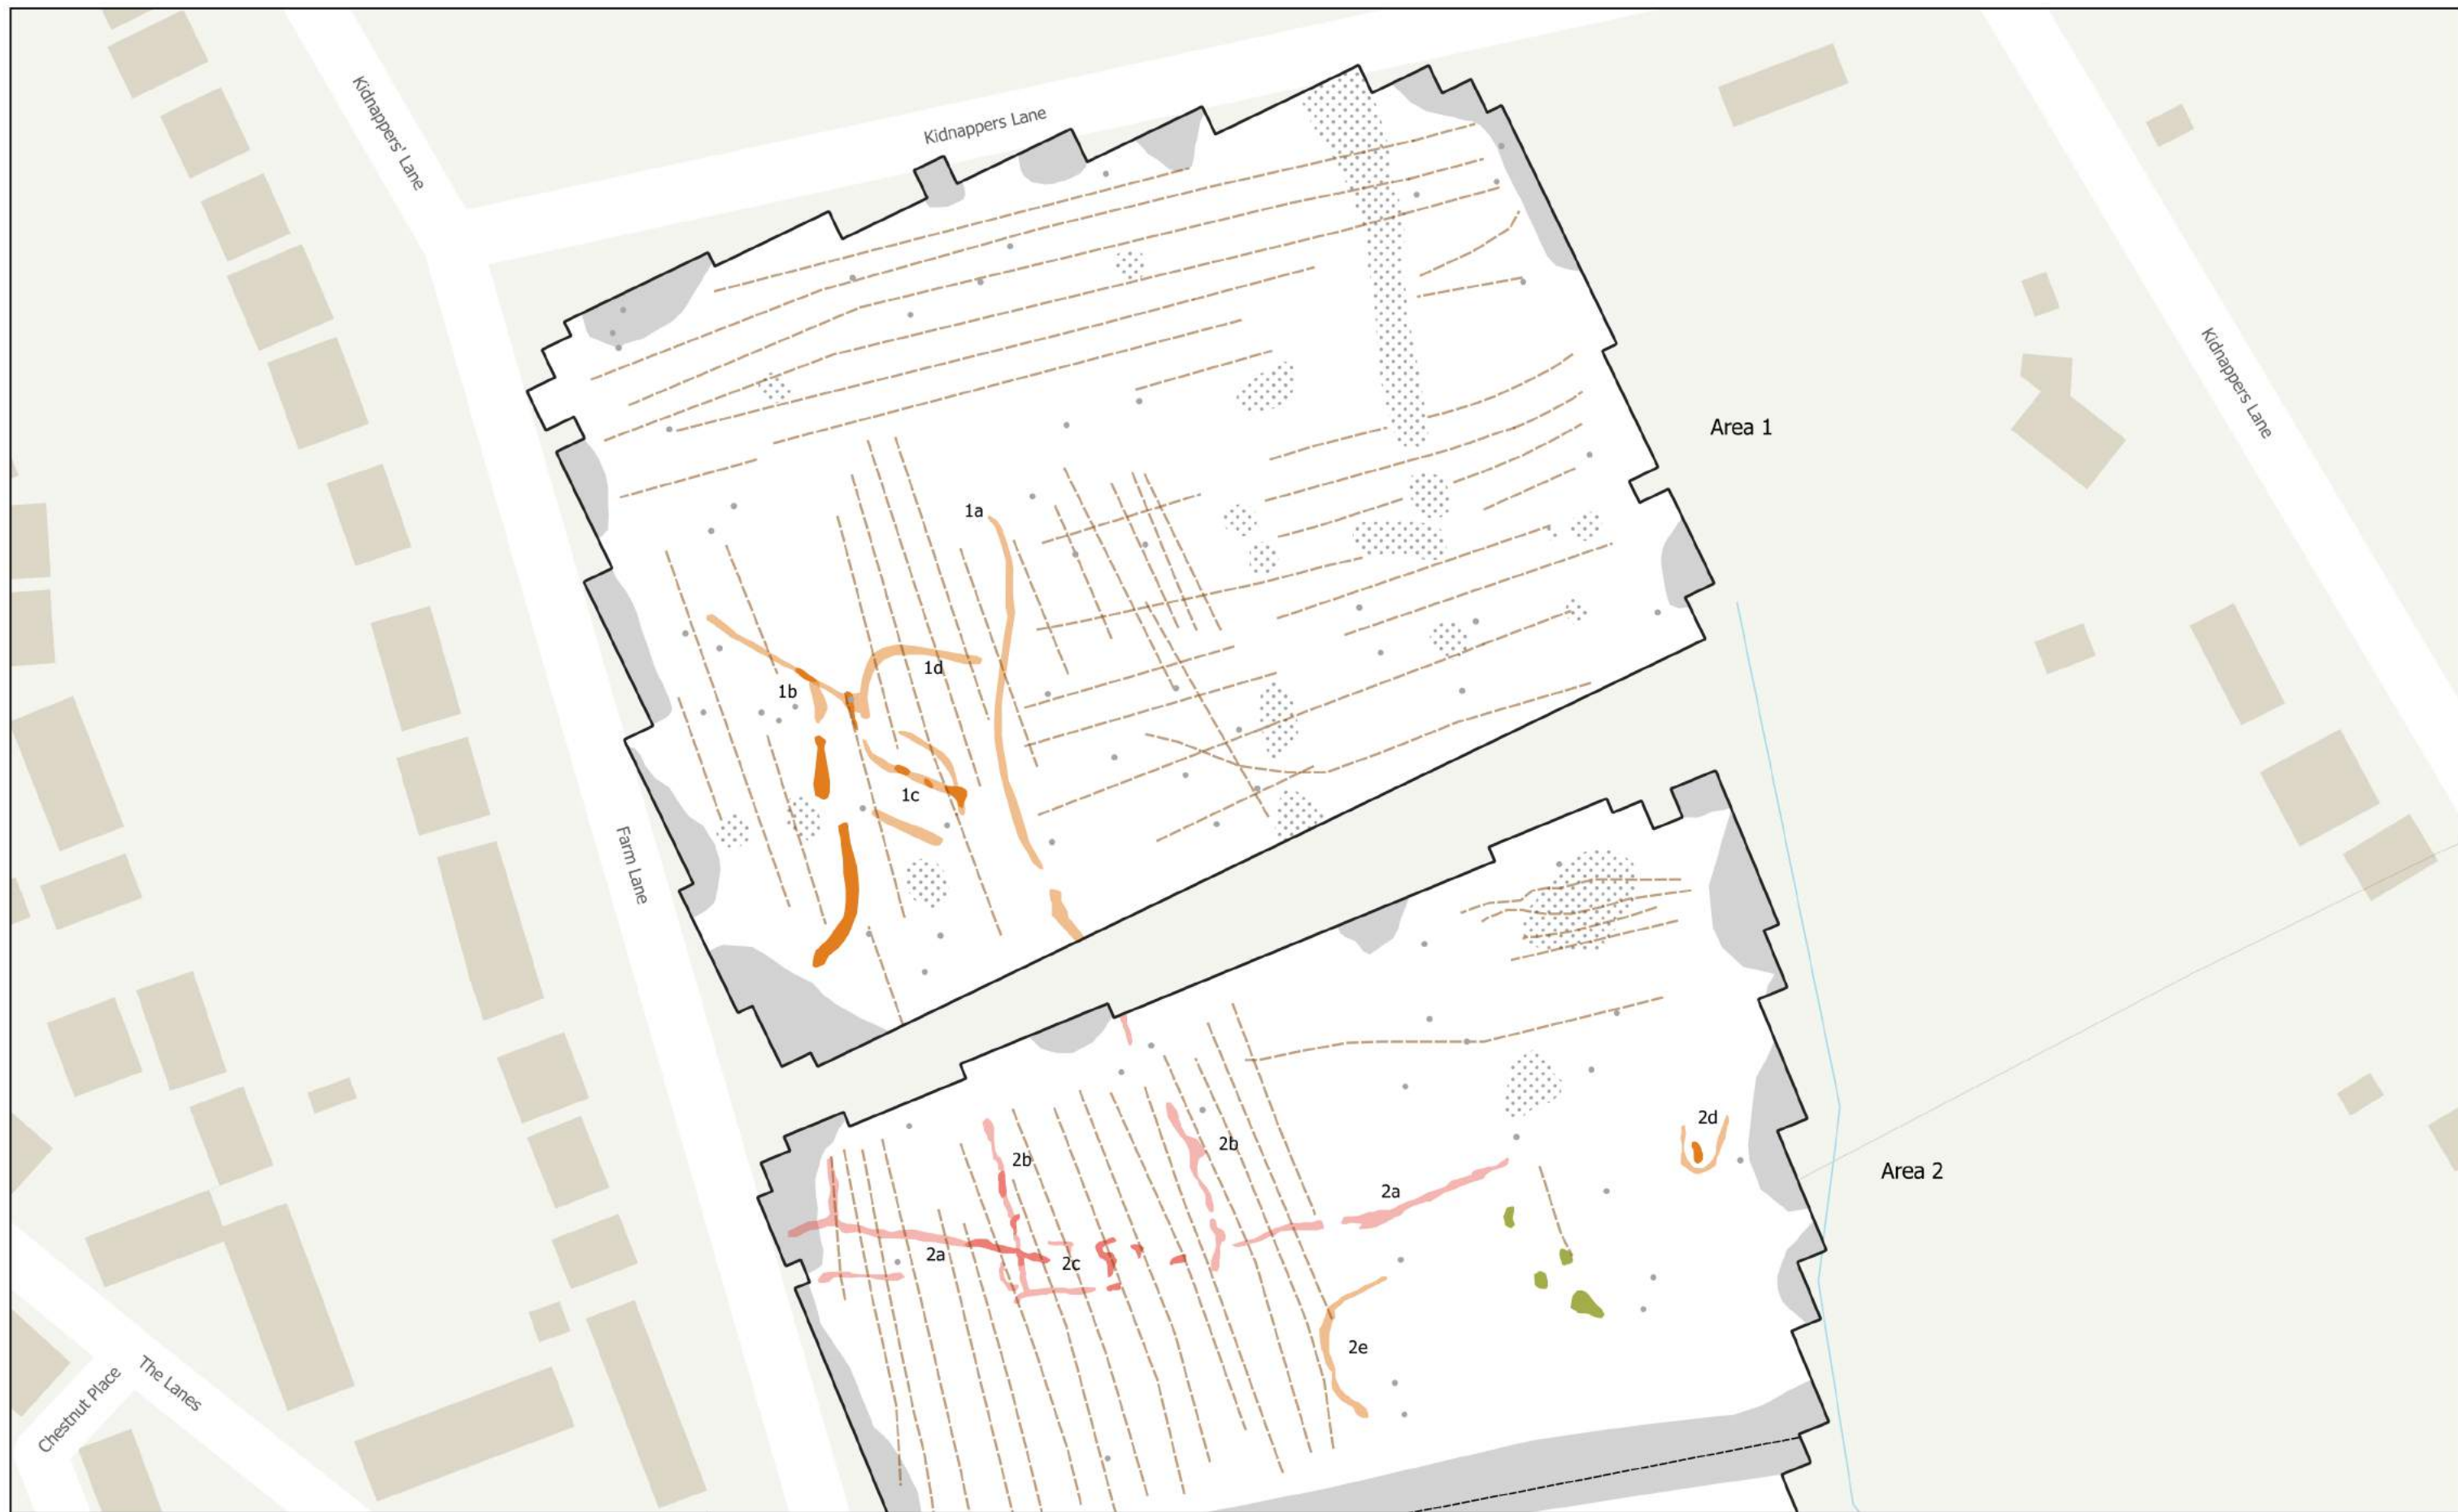 Kidnappers' Lane
Kidnappers Lane
Kidnappers Lane
Area 1
1a
1d
1b
1c
Farm Lane
2d
2b
2b
Area 2
2a
2a
2c
2e
The Lanes
Chestnut Place